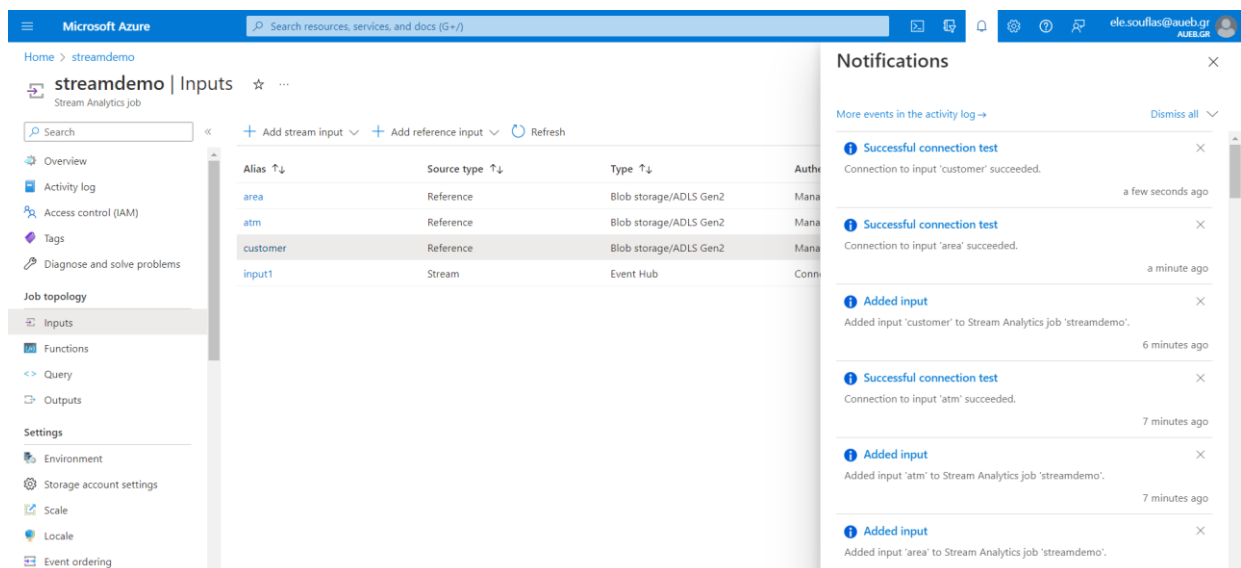 Microsoft Azure
Search resources, services, and docs (G+/)
ele.souflas@aueb.gr
AUEB.GR
Home > streamdemo
streamdemo | Inputs
Stream Analytics job
Search
Overview
Activity log
Access control (IAM)
Tags
Diagnose and solve problems
Job topology
Inputs
Functions
Query
Outputs
Settings
Environment
Storage account settings
Scale
Locale
Event ordering
Add stream input
Add reference input
Refresh
Alias Source type Type Authe
area Reference Blob storage/ADLS Gen2 Mana
atm Reference Blob storage/ADLS Gen2 Mana
customer Reference Blob storage/ADLS Gen2 Mana
input1 Stream Event Hub Conn
Notifications
More events in the activity log →
Dismiss all
Successful connection test
Connection to input 'customer' succeeded.
a few seconds ago
Successful connection test
Connection to input 'area' succeeded.
a minute ago
Added input
Added input 'customer' to Stream Analytics job 'streamdemo'.
6 minutes ago
Successful connection test
Connection to input 'atm' succeeded.
7 minutes ago
Added input
Added input 'atm' to Stream Analytics job 'streamdemo'.
7 minutes ago
Added input
Added input 'area' to Stream Analytics job 'streamdemo'.